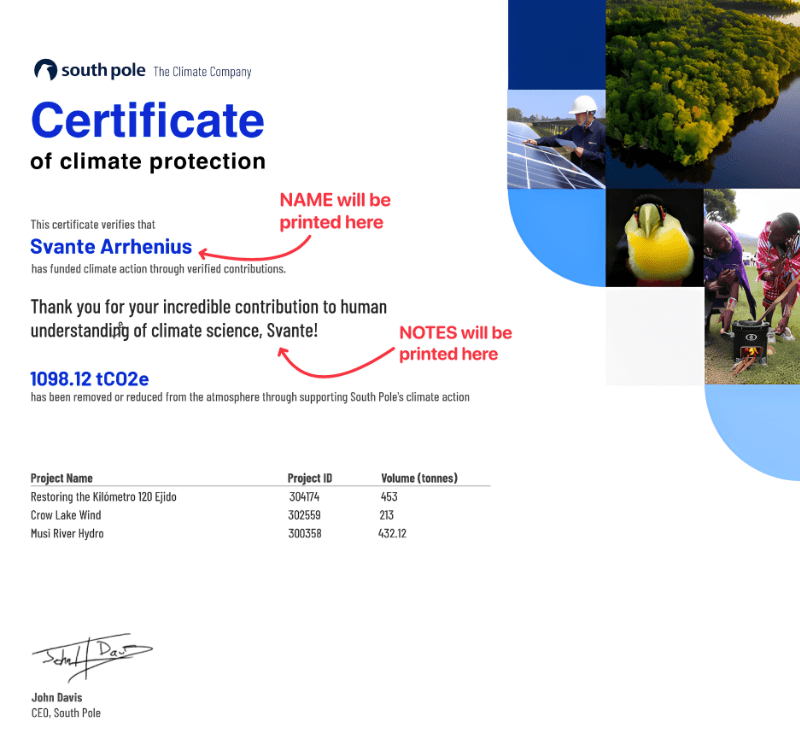 south pole The Climate Company
Certificate
of climate protection
NAME will be
printed here
This certificate verifies that
Svante Arrhenius
has funded climate action through verified contributions.
Thank you for your incredible contribution to human
understanding of climate science, Svante!
NOTES will be
printed here
1098.12 tCO2e
has been removed or reduced from the atmosphere through supporting South Pole's climate action
Project Name Project ID Volume (tonnes)
Restoring the Kilómetro 120 Ejido 304174 453
Crow Lake Wind 302559 213
Musi River Hydro 300358 432.12
John Davis
John Davis
CEO, South Pole